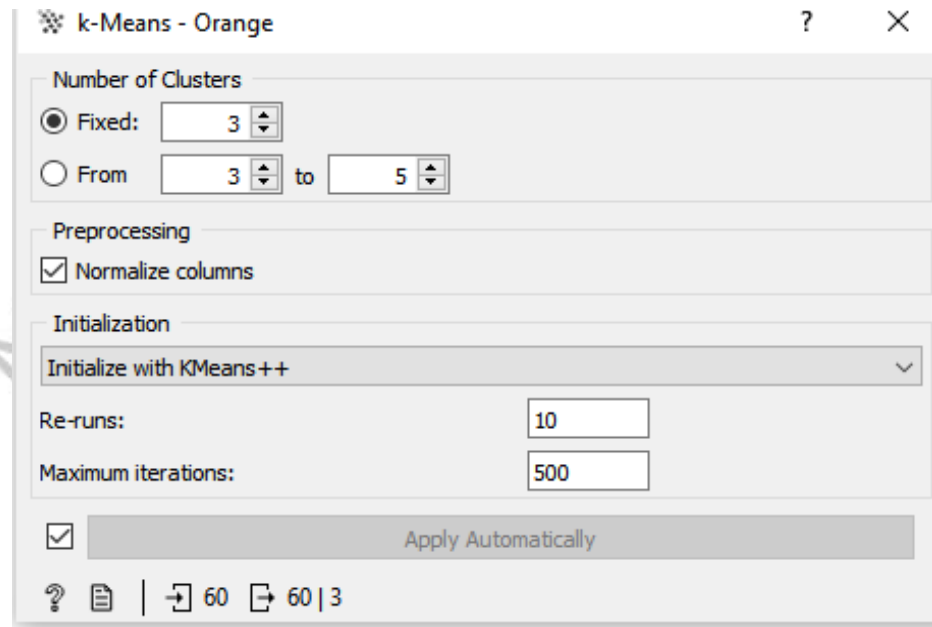 k-Means - Orange ?
Number of Clusters
Fixed: 3
From 3 to 5
Preprocessing
Normalize columns
Initialization
Initialize with KMeans++
Re-runs: 10
Maximum iterations: 500
Apply Automatically
? 60 60 | 3